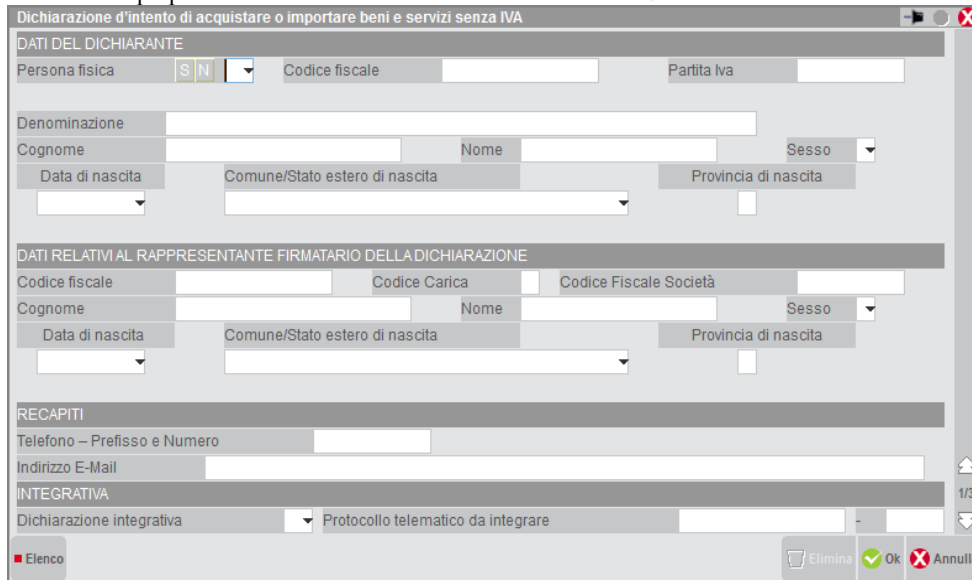 Dichiarazione d'intento di acquistare o importare beni e servizi senza IVA
DATI DEL DICHIARANTE
Persona fisica S N Codice fiscale Partita Iva
Denominazione
Cognome Nome Sesso
Data di nascita Comune/Stato estero di nascita Provincia di nascita
DATI RELATIVI AL RAPPRESENTANTE FIRMATARIO DELLA DICHIARAZIONE
Codice fiscale Codice Carica Codice Fiscale Società
Cognome Nome Sesso
Data di nascita Comune/Stato estero di nascita Provincia di nascita
RECAPITI
Telefono – Prefisso e Numero
Indirizzo E-Mail
INTEGRATIVA
1/3
Dichiarazione integrativa Protocollo telematico da integrare -
Elenco Elimina Ok Annull